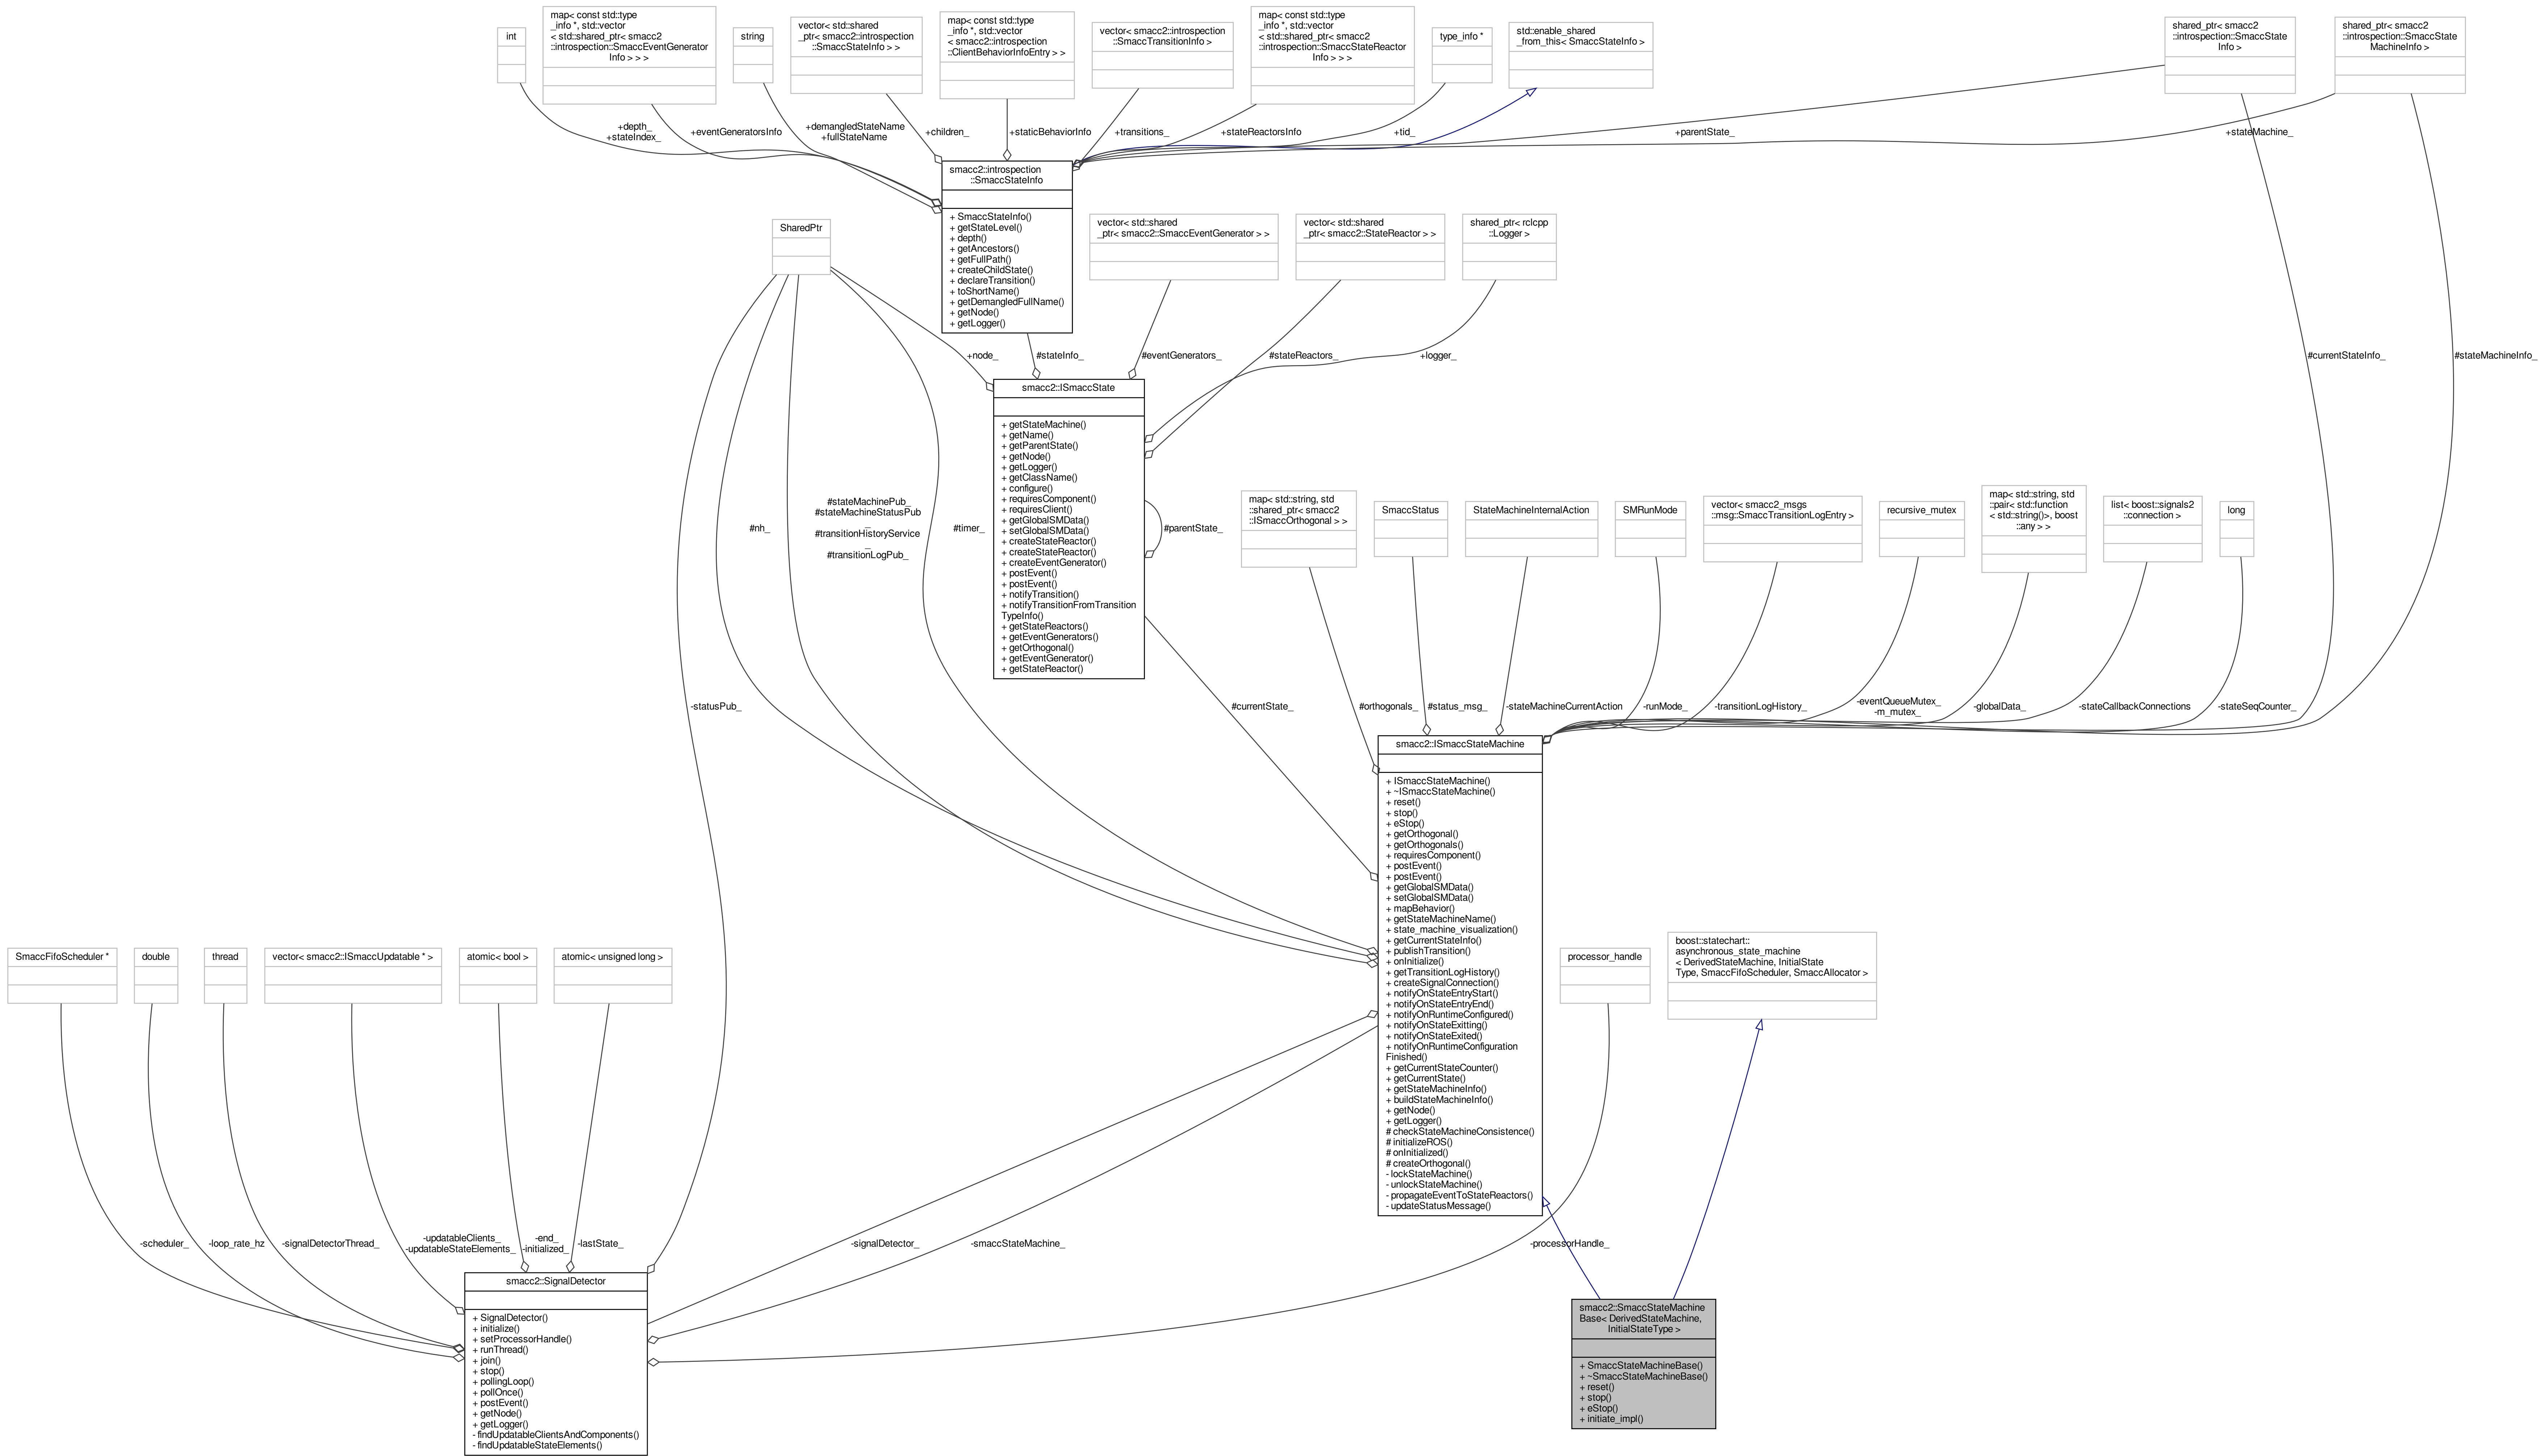 int
map< const std::type
_info *, std::vector
< std::shared_ptr< smacc2
::introspection::SmaccEventGenerator
Info > > >
string
vector< std::shared
_ptr< smacc2::introspection
::SmaccStateInfo > >
map< const std::type
_info *, std::vector
< smacc2::introspection
::ClientBehaviorInfoEntry > >
vector< smacc2::introspection
::SmaccTransitionInfo >
map< const std::type
_info *, std::vector
< std::shared_ptr< smacc2
::introspection::SmaccStateReactor
Info > > >
type_info *
std::enable_shared
_from_this< SmaccStateInfo >
shared_ptr< smacc2
::introspection::SmaccState
Info >
shared_ptr< smacc2
::introspection::SmaccState
MachineInfo >
+depth_
+stateIndex_
+eventGeneratorsInfo
+demangledStateName
+fullStateName
+children_
+staticBehaviorInfo
+transitions_
+stateReactorsInfo
+tid_
+parentState_
+stateMachine_
smacc2::introspection
::SmaccStateInfo
+ SmaccStateInfo()
+ getStateLevel()
+ depth()
+ getAncestors()
+ getFullPath()
+ createChildState()
+ declareTransition()
+ toShortName()
+ getDemangledFullName()
+ getNode()
+ getLogger()
SharedPtr
vector< std::shared
_ptr< smacc2::SmaccEventGenerator > >
vector< std::shared
_ptr< smacc2::StateReactor > >
shared_ptr< rclcpp
::Logger >
+node_
#stateInfo_
#eventGenerators_
#stateReactors_
+logger_
#currentStateInfo_
#stateMachineInfo_
smacc2::ISmaccState
+ getStateMachine()
+ getName()
+ getParentState()
+ getNode()
+ getLogger()
+ getClassName()
+ configure()
+ requiresComponent()
+ requiresClient()
+ getGlobalSMData()
+ setGlobalSMData()
+ createStateReactor()
+ createStateReactor()
+ createEventGenerator()
+ postEvent()
+ postEvent()
+ notifyTransition()
+ notifyTransitionFromTransition
TypeInfo()
+ getStateReactors()
+ getEventGenerators()
+ getOrthogonal()
+ getEventGenerator()
+ getStateReactor()
#nh_
#stateMachinePub_
#stateMachineStatusPub
_
#transitionHistoryService
_
#transitionLogPub_
#timer_
#parentState_
map< std::string, std
::shared_ptr< smacc2
::ISmaccOrthogonal > >
SmaccStatus
StateMachineInternalAction
SMRunMode
vector< smacc2_msgs
::msg::SmaccTransitionLogEntry >
recursive_mutex
map< std::string, std
::pair< std::function
< std::string()>, boost
::any > >
list< boost::signals2
::connection >
long
-statusPub_
#currentState_
#orthogonals_
#status_msg_
-stateMachineCurrentAction
-runMode_
-transitionLogHistory_
-eventQueueMutex_
-m_mutex_
-globalData_
-stateCallbackConnections
-stateSeqCounter_
smacc2::ISmaccStateMachine
+ ISmaccStateMachine()
+ ~ISmaccStateMachine()
+ reset()
+ stop()
+ eStop()
+ getOrthogonal()
+ getOrthogonals()
+ requiresComponent()
+ postEvent()
+ postEvent()
+ getGlobalSMData()
+ setGlobalSMData()
+ mapBehavior()
+ getStateMachineName()
+ state_machine_visualization()
+ getCurrentStateInfo()
+ publishTransition()
+ onInitialize()
+ getTransitionLogHistory()
+ createSignalConnection()
+ notifyOnStateEntryStart()
+ notifyOnStateEntryEnd()
+ notifyOnRuntimeConfigured()
+ notifyOnStateExitting()
+ notifyOnStateExited()
+ notifyOnRuntimeConfiguration
Finished()
+ getCurrentStateCounter()
+ getCurrentState()
+ getStateMachineInfo()
+ buildStateMachineInfo()
+ getNode()
+ getLogger()
# checkStateMachineConsistence()
# initializeROS()
# onInitialized()
# createOrthogonal()
- lockStateMachine()
- unlockStateMachine()
- propagateEventToStateReactors()
- updateStatusMessage()
SmaccFifoScheduler *
double
thread
vector< smacc2::ISmaccUpdatable * >
atomic< bool >
atomic< unsigned long >
processor_handle
boost::statechart::
asynchronous_state_machine
< DerivedStateMachine, InitialState
Type, SmaccFifoScheduler, SmaccAllocator >
-scheduler_
-loop_rate_hz
-signalDetectorThread_
-updatableClients_
-updatableStateElements_
-end_
-initialized_
-lastState_
-signalDetector_
-smaccStateMachine_
-processorHandle_
smacc2::SignalDetector
+ SignalDetector()
+ initialize()
+ setProcessorHandle()
+ runThread()
+ join()
+ stop()
+ pollingLoop()
+ pollOnce()
+ postEvent()
+ getNode()
+ getLogger()
- findUpdatableClientsAndComponents()
- findUpdatableStateElements()
smacc2::SmaccStateMachine
Base< DerivedStateMachine,
InitialStateType >
+ SmaccStateMachineBase()
+ ~SmaccStateMachineBase()
+ reset()
+ stop()
+ eStop()
+ initiate_impl()